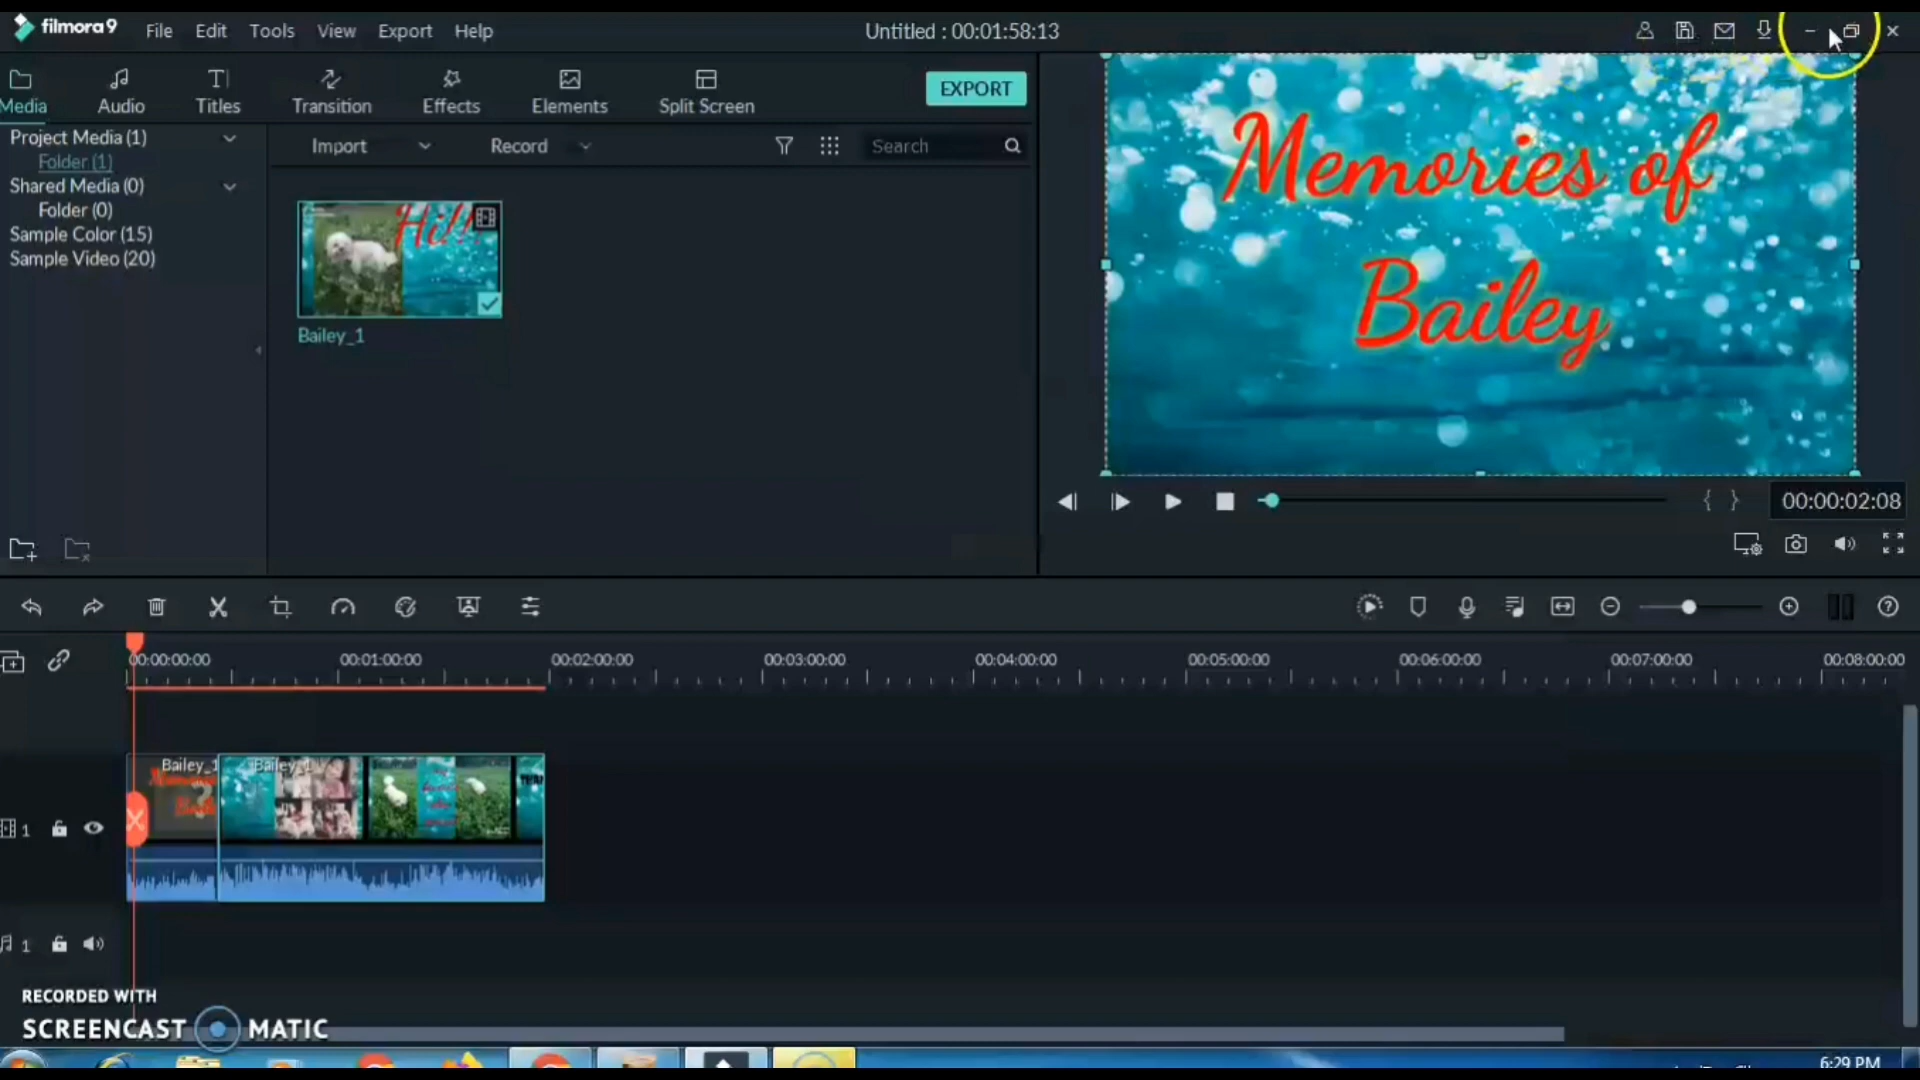 filmora9 File Edit Tools View Export Help Untitled : 00:01:58:13
Media Audio Titles Transition Effects Elements Split Screen EXPORT
Project Media (1)
Folder (1)
Shared Media (0)
Folder (0)
Sample Color (15)
Sample Video (20)
Import Record Search
Hi!!
Bailey_1
Memories of
Bailey
00:00:02:08
00:00:00:00 00:01:00:00 00:02:00:00 00:03:00:00 00:04:00:00 00:05:00:00 00:06:00:00 00:07:00:00 00:08:00:00
Bailey_1 Bailey_1
1
1
RECORDED WITH
SCREENCAST MATIC
6:29 PM